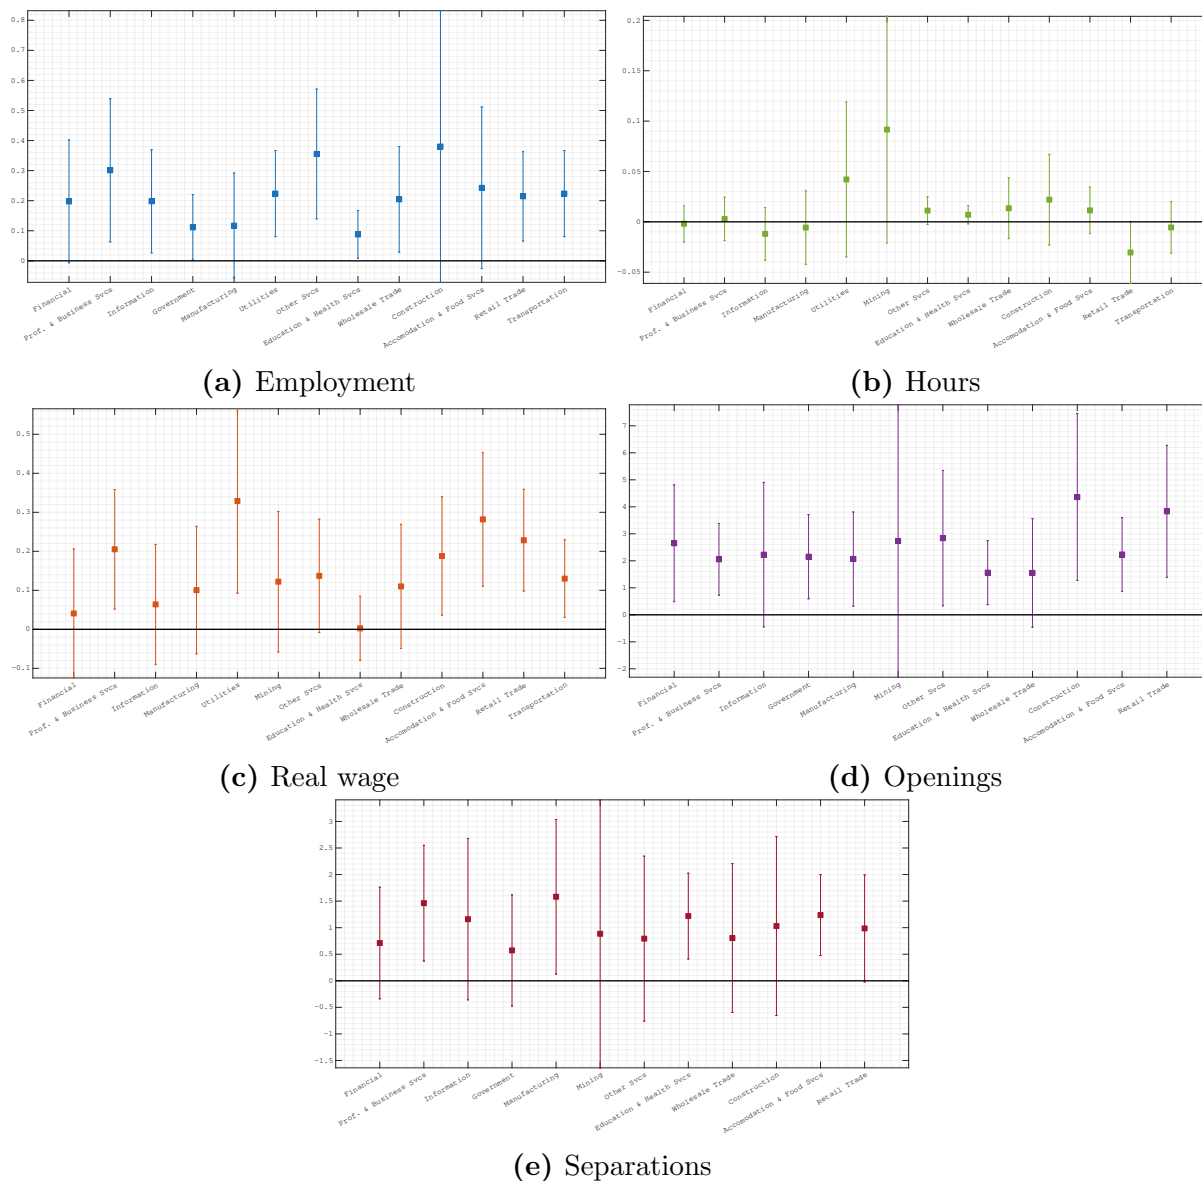 0.8
0.7
0.6
0.5
0.4
0.3
0.2
0.1
0
Financial
Prof. & Business Svcs
Information
Government
Manufacturing
Utilities
Other Svcs
Education & Health Svcs
Wholesale Trade
Construction
Accomodation & Food Svcs
Retail Trade
Transportation
(a) Employment
0.2
0.15
0.1
0.05
0
-0.05
Financial
Prof. & Business Svcs
Information
Manufacturing
Utilities
Mining
Other Svcs
Education & Health Svcs
Wholesale Trade
Construction
Accomodation & Food Svcs
Retail Trade
Transportation
(b) Hours
0.5
0.4
0.3
0.2
0.1
0
-0.1
Financial
Prof. & Business Svcs
Information
Manufacturing
Utilities
Mining
Other Svcs
Education & Health Svcs
Wholesale Trade
Construction
Accomodation & Food Svcs
Retail Trade
Transportation
(c) Real wage
7
6
5
4
3
2
1
0
-1
-2
Financial
Prof. & Business Svcs
Information
Government
Manufacturing
Mining
Other Svcs
Education & Health Svcs
Wholesale Trade
Construction
Accomodation & Food Svcs
Retail Trade
(d) Openings
3
2.5
2
1.5
1
0.5
0
-0.5
-1
-1.5
Financial
Prof. & Business Svcs
Information
Government
Manufacturing
Mining
Other Svcs
Education & Health Svcs
Wholesale Trade
Construction
Accomodation & Food Svcs
Retail Trade
(e) Separations